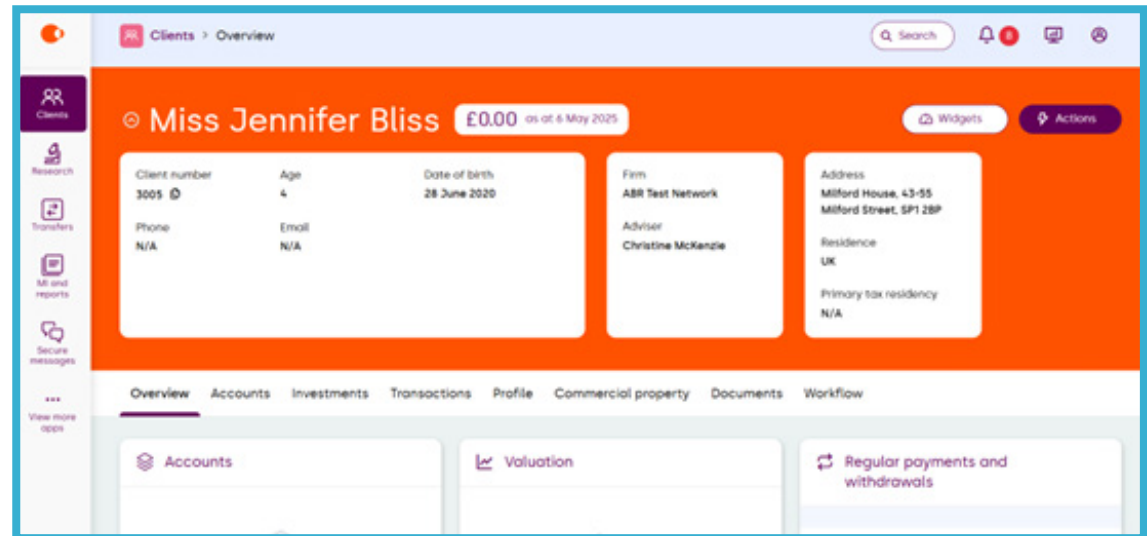 Clients > Overview
Search
8
Clients
Research
Transfers
MI and
reports
Secure
messages
View more
apps
Miss Jennifer Bliss £0.00 as at 6 May 2025
Widgets
Actions
Client number Age Date of birth
3005 4 28 June 2020
Phone Email
N/A N/A
Firm
ABR Test Network
Adviser
Christine McKenzie
Address
Milford House, 43-55
Milford Street, SP1 2BP
Residence
UK
Primary tax residency
N/A
Overview Accounts Investments Transactions Profile Commercial property Documents Workflow
Accounts
Valuation
Regular payments and
withdrawals